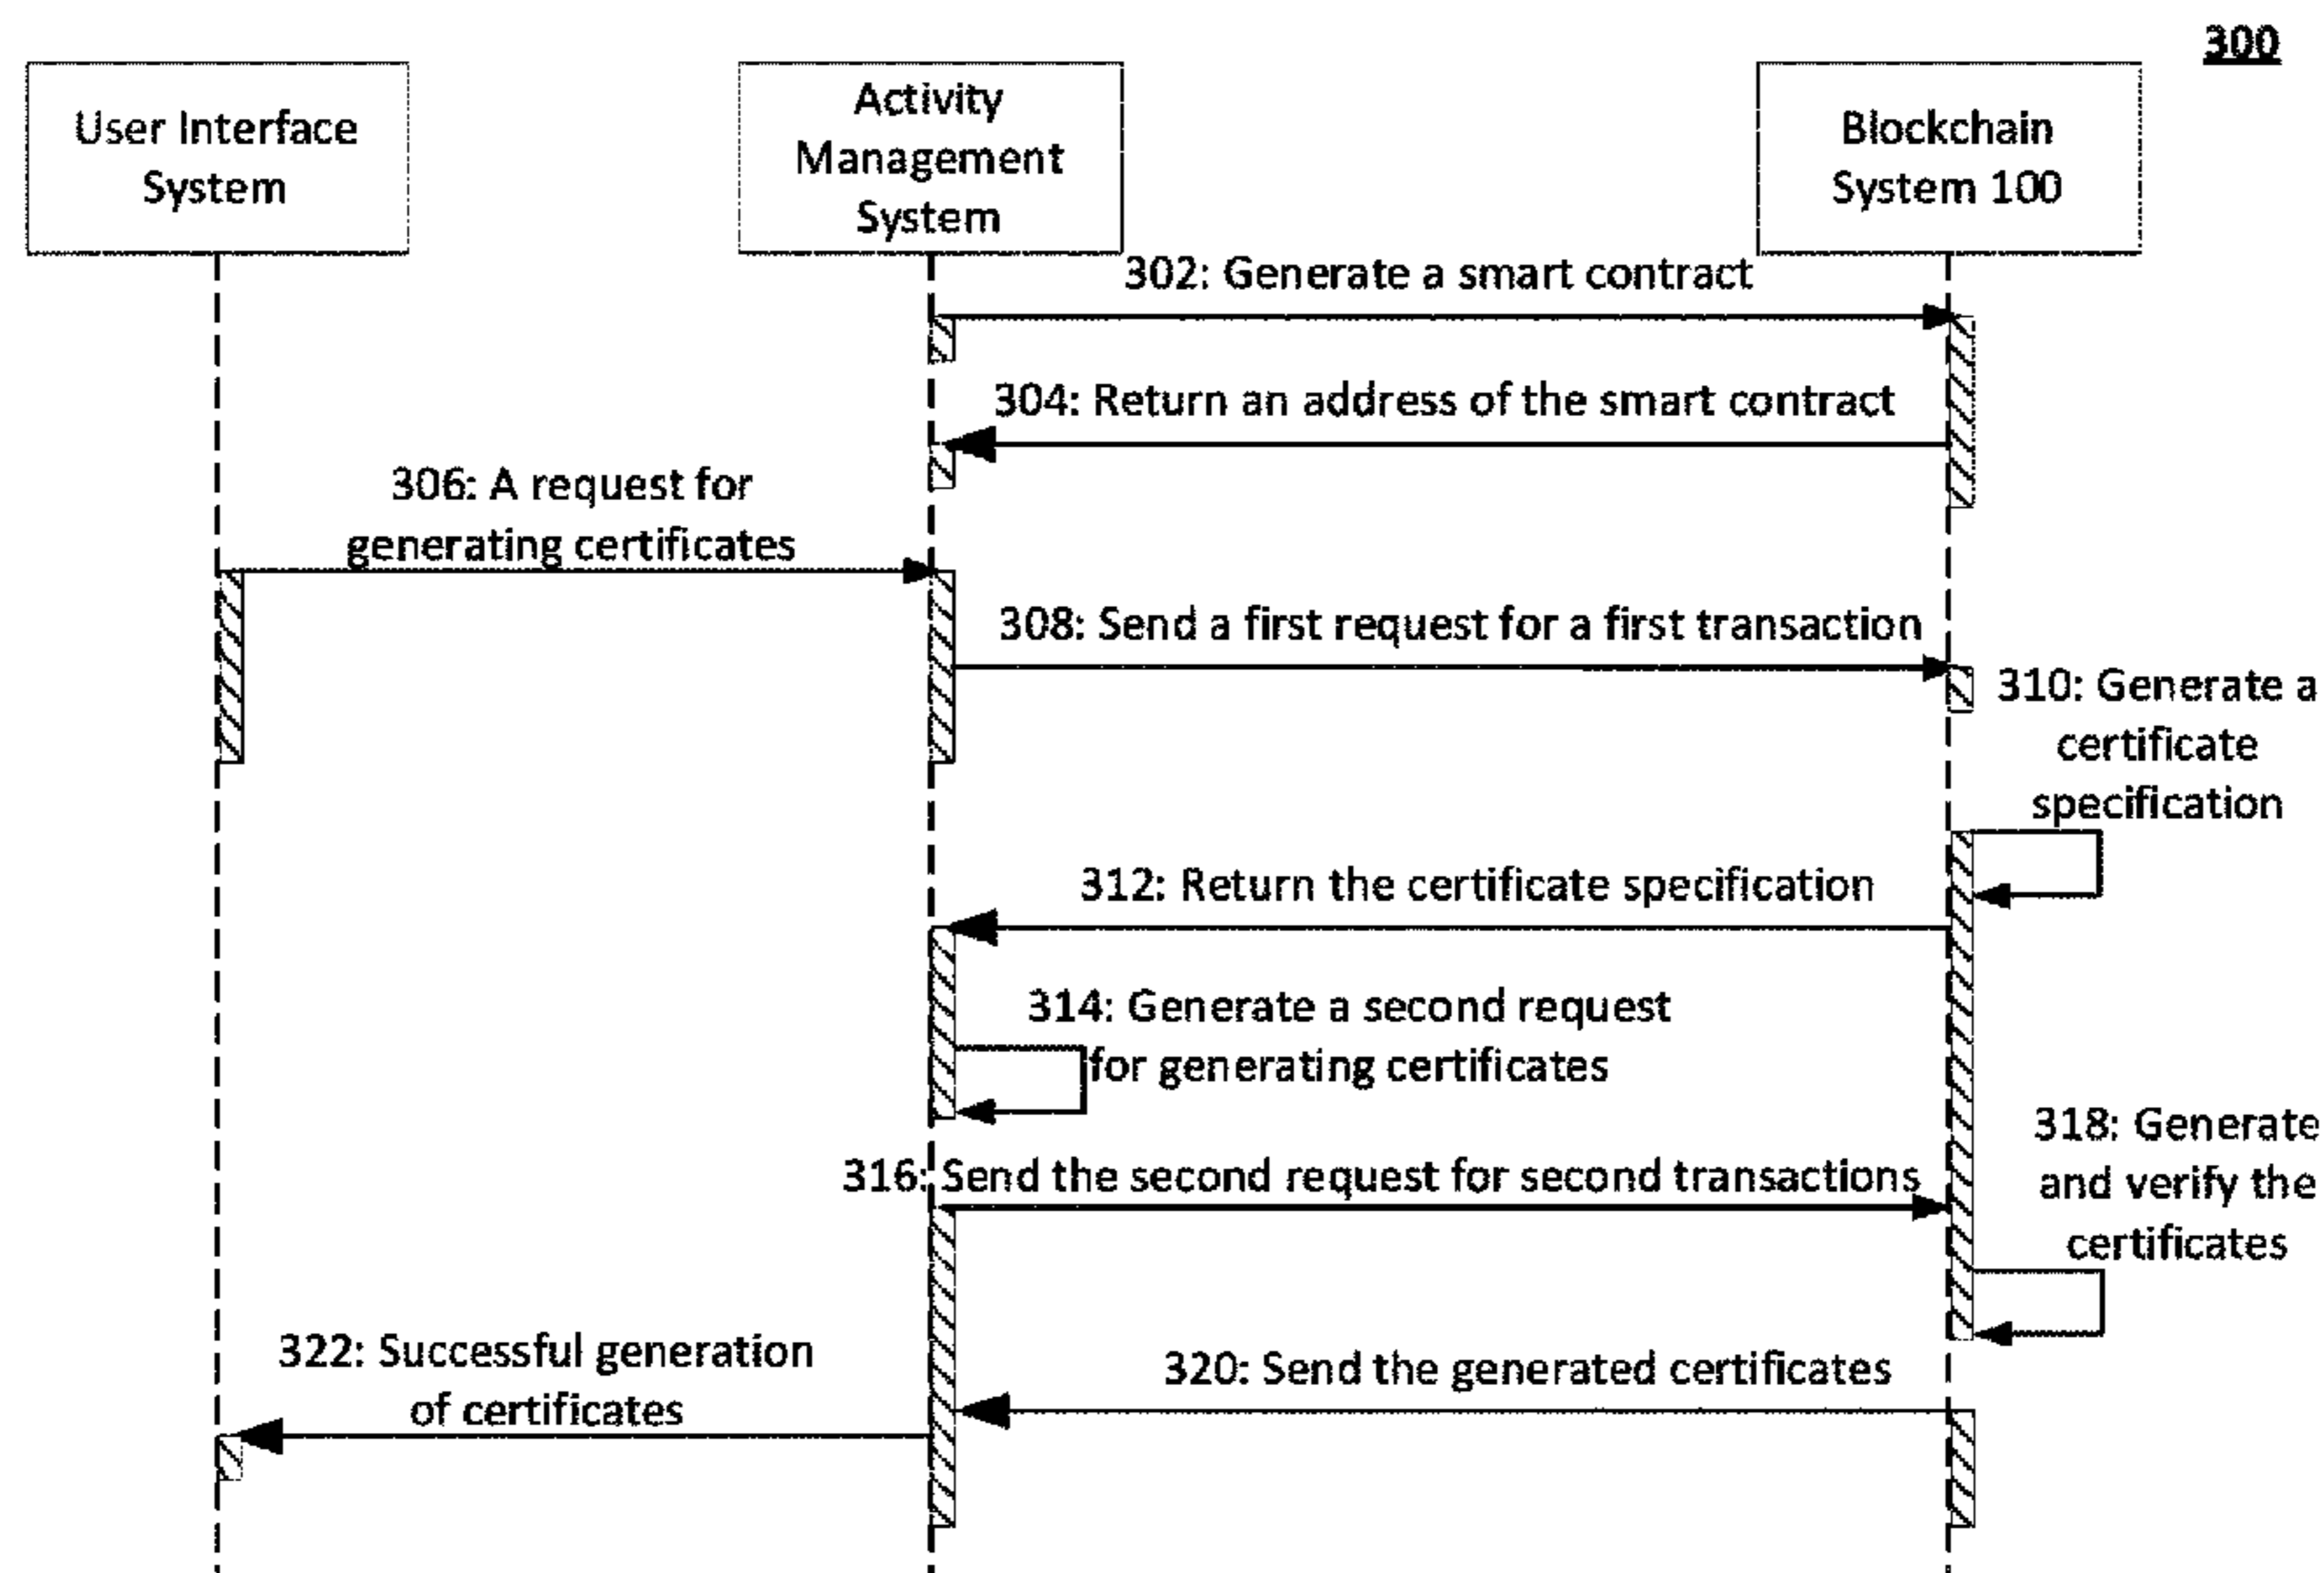 300
User Interface
System
Activity
Management
System
Blockchain
System 100
302: Generate a smart contract
304: Return an address of the smart contract
306: A request for
generating certificates
308: Send a first request for a first transaction
310: Generate a
certificate
specification
312: Return the certificate specification
314: Generate a second request
for generating certificates
316: Send the second request for second transactions
318: Generate
and verify the
certificates
320: Send the generated certificates
322: Successful generation
of certificates